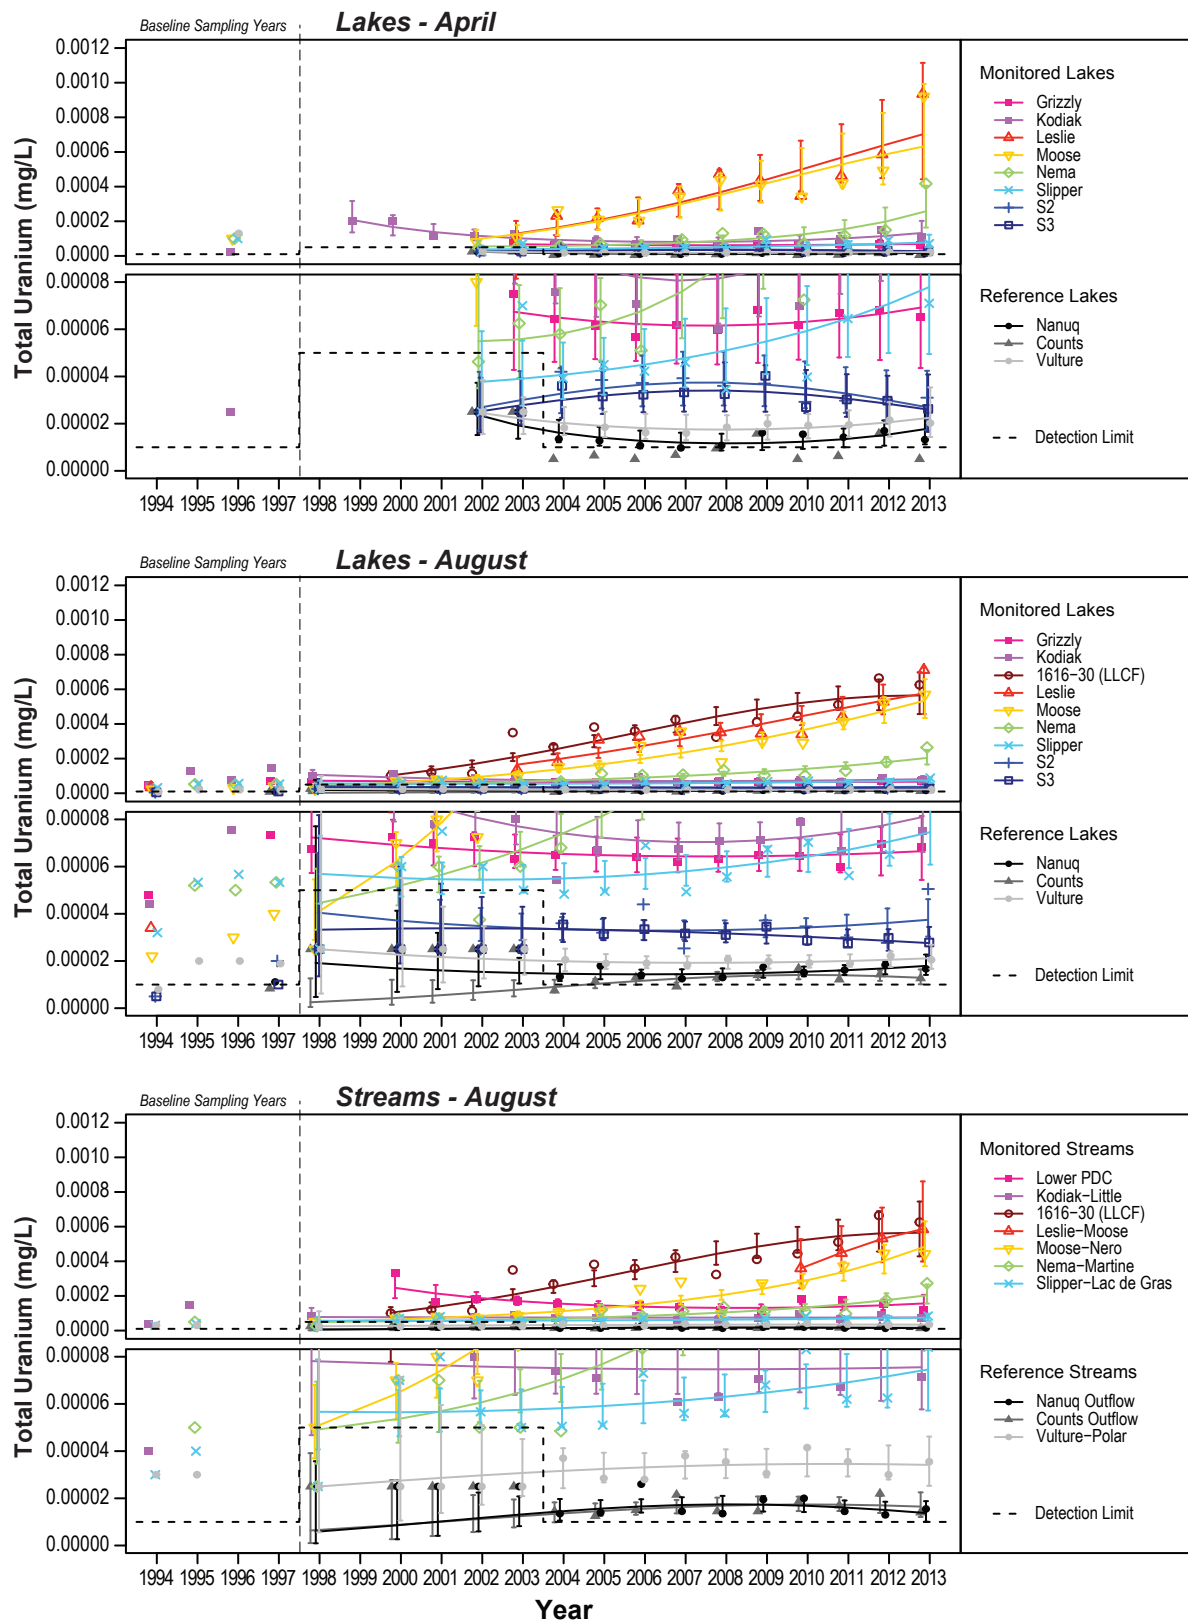 Baseline Sampling Years
Lakes - April
0.0012
0.0010
0.0008
0.0006
0.0004
0.0002
0.0000
0.00008
0.00006
0.00004
0.00002
0.00000
Total Uranium (mg/L)
1994 1995 1996 1997 1998 1999 2000 2001 2002 2003 2004 2005 2006 2007 2008 2009 2010 2011 2012 2013
Monitored Lakes
Grizzly
Kodiak
Leslie
Moose
Nema
Slipper
S2
S3
Reference Lakes
Nanuq
Counts
Vulture
Detection Limit
Baseline Sampling Years
Lakes - August
0.0012
0.0010
0.0008
0.0006
0.0004
0.0002
0.0000
0.00008
0.00006
0.00004
0.00002
0.00000
Total Uranium (mg/L)
1994 1995 1996 1997 1998 1999 2000 2001 2002 2003 2004 2005 2006 2007 2008 2009 2010 2011 2012 2013
Monitored Lakes
Grizzly
Kodiak
1616−30 (LLCF)
Leslie
Moose
Nema
Slipper
S2
S3
Reference Lakes
Nanuq
Counts
Vulture
Detection Limit
Baseline Sampling Years
Streams - August
0.0012
0.0010
0.0008
0.0006
0.0004
0.0002
0.0000
0.00008
0.00006
0.00004
0.00002
0.00000
Total Uranium (mg/L)
1994 1995 1996 1997 1998 1999 2000 2001 2002 2003 2004 2005 2006 2007 2008 2009 2010 2011 2012 2013
Year
Monitored Streams
Lower PDC
Kodiak−Little
1616−30 (LLCF)
Leslie−Moose
Moose−Nero
Nema−Martine
Slipper−Lac de Gras
Reference Streams
Nanuq Outflow
Counts Outflow
Vulture−Polar
Detection Limit